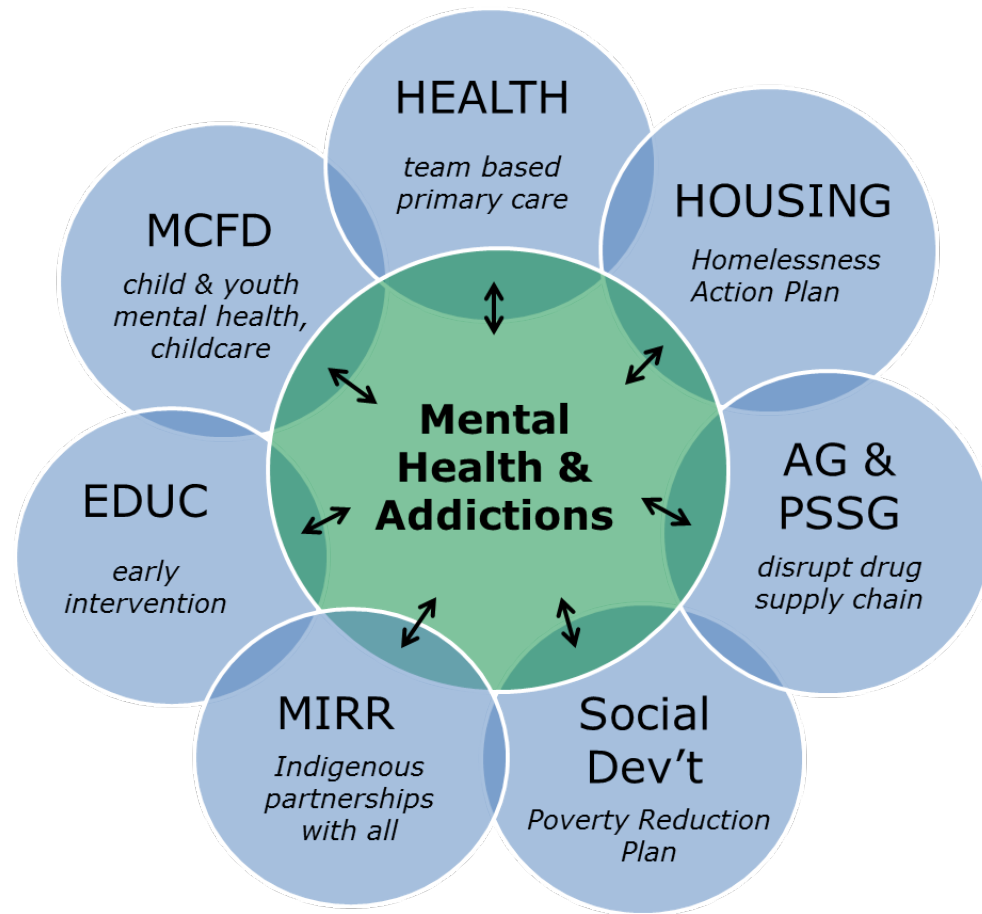 HEALTH
team based
primary care
HOUSING
Homelessness
Action Plan
AG &
PSSG
disrupt drug
supply chain
Social
Dev't
Poverty Reduction
Plan
MIRR
Indigenous
partnerships
with all
EDUC
early
intervention
MCFD
child & youth
mental health,
childcare
Mental
Health &
Addictions